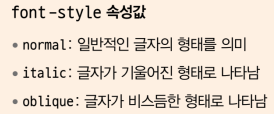 font-style 속성값
• normal: 일반적인 글자의 형태를 의미
• italic: 글자가 기울어진 형태로 나타남
• oblique: 글자가 비스듬한 형태로 나타남